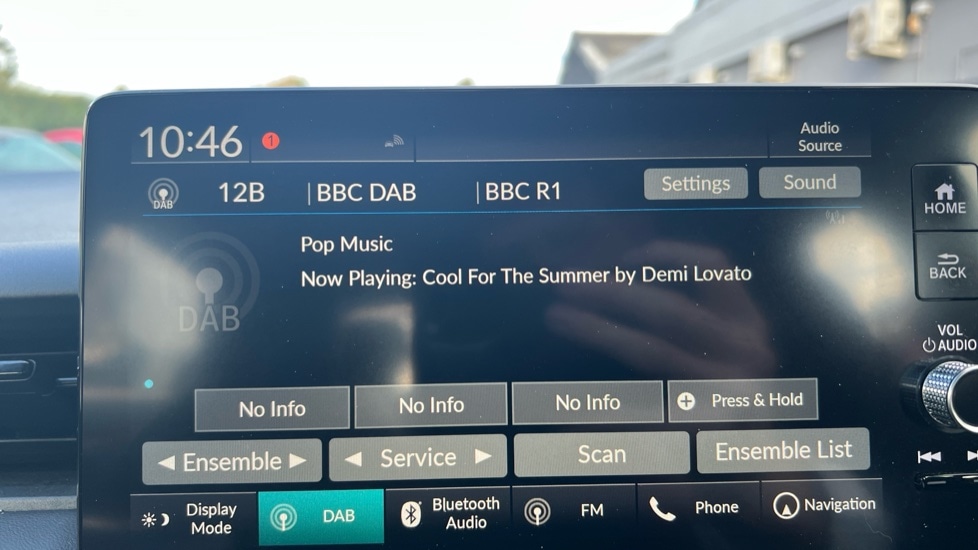 10:46
1
Audio
Source
DAB
12B
BBC DAB
BBC R1
Settings
Sound
HOME
Pop Music
Now Playing: Cool For The Summer by Demi Lovato
DAB
BACK
VOL
AUDIO
No Info
No Info
No Info
Press & Hold
Ensemble
Service
Scan
Ensemble List
Display
Mode
DAB
Bluetooth
Audio
FM
Phone
Navigation